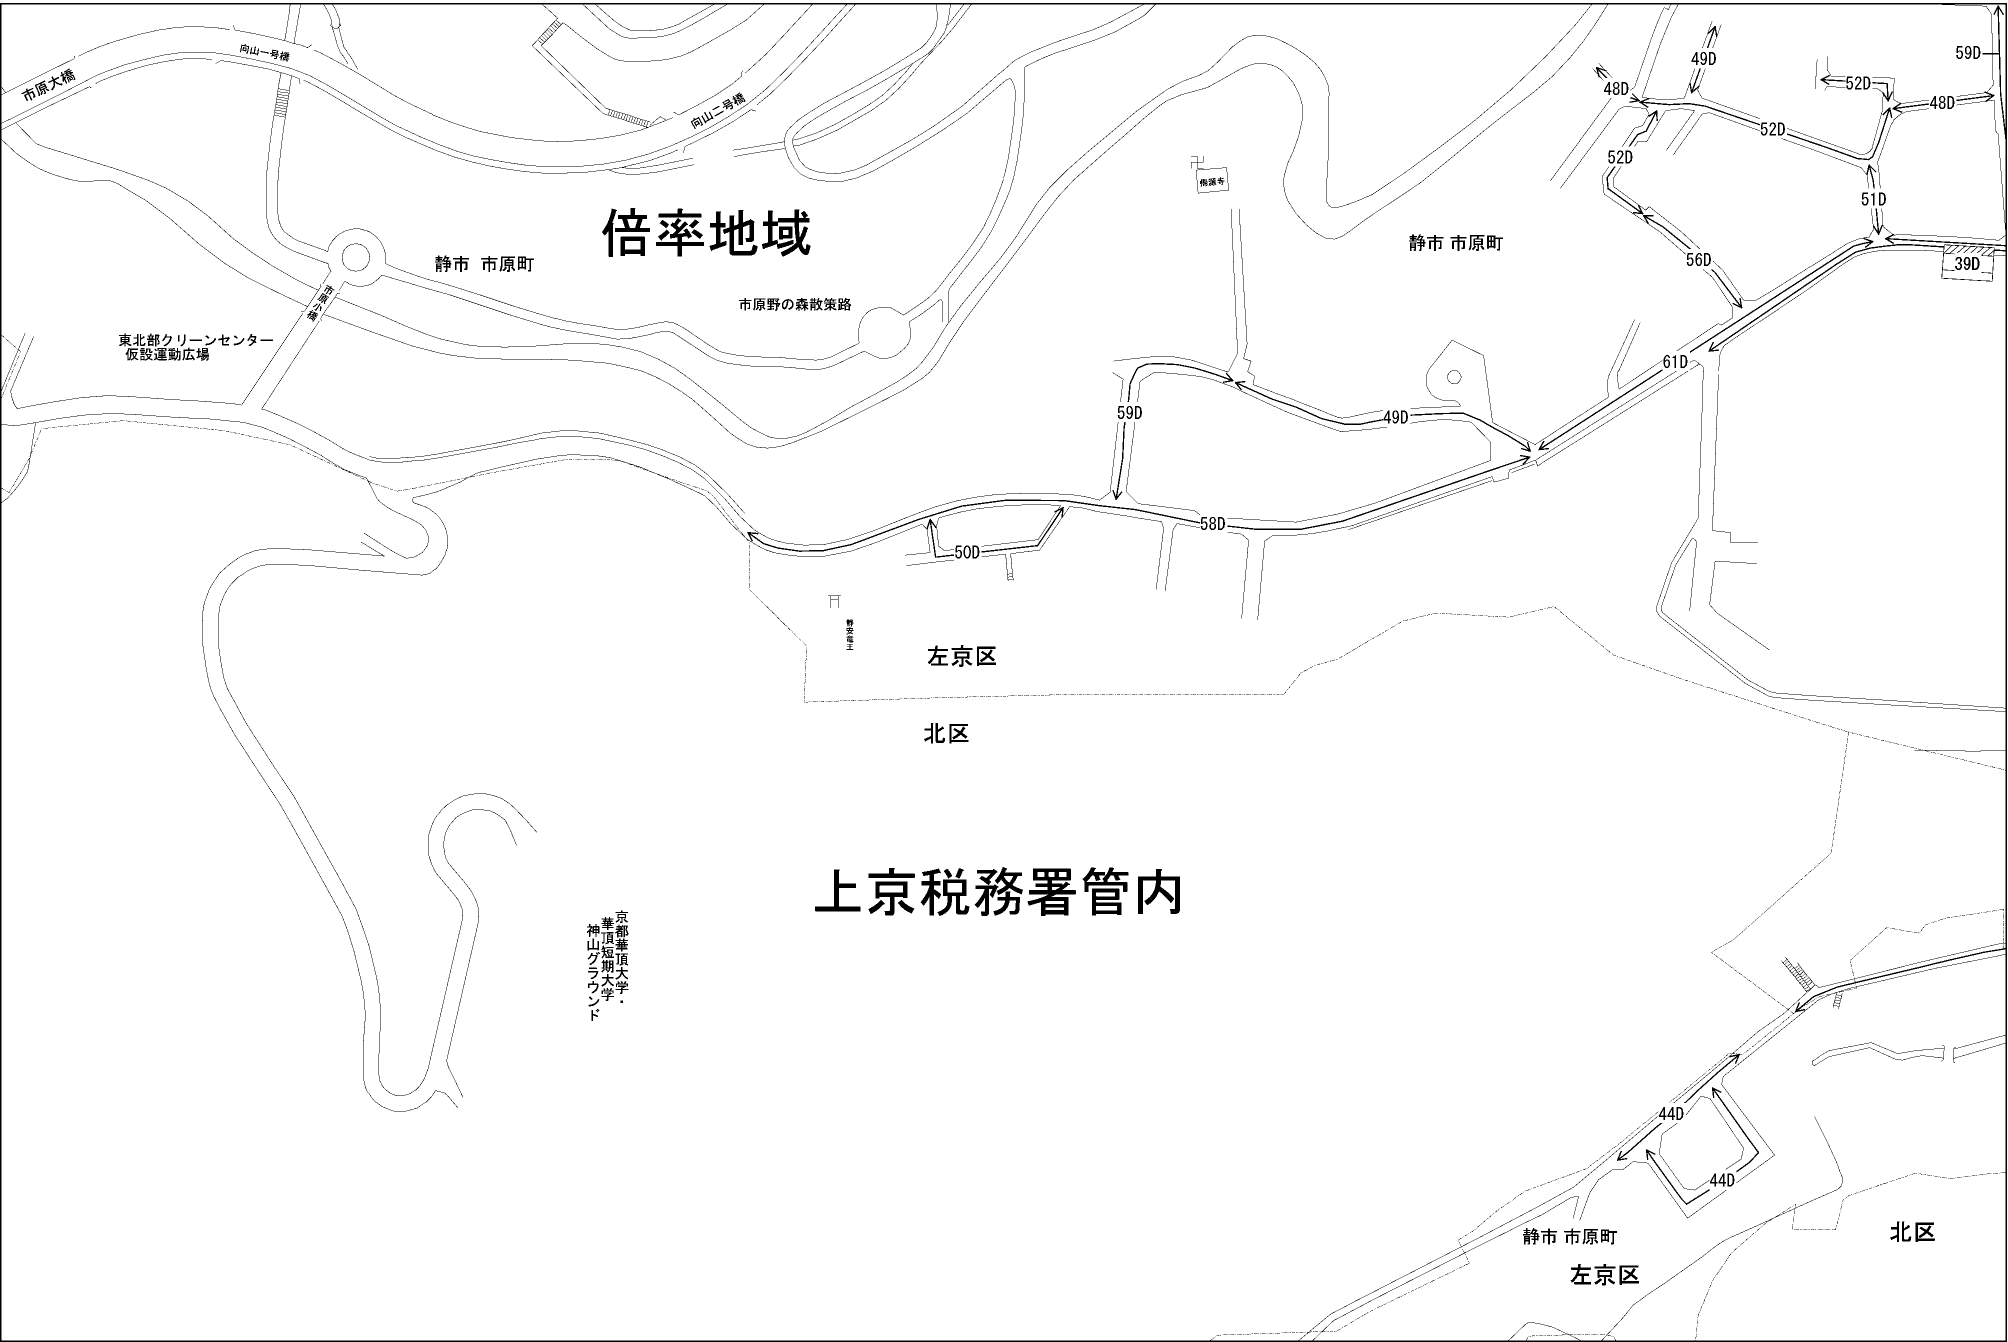 向山一号橋
市原大橋
向山二号橋
59D
49D
48D
52D
48D
52D
52D
51D
倍率地域
静市 市原町
静市 市原町
56D
39D
市原小橋
市原野の森散策路
東北部クリーンセンター
仮設運動広場
61D
59D
49D
58D
50D
静安竜王
左京区
北区
上京税務署管内
京都華頂大学・
華頂短期大学
神山グラウンド
44D
44D
静市 市原町
左京区
北区